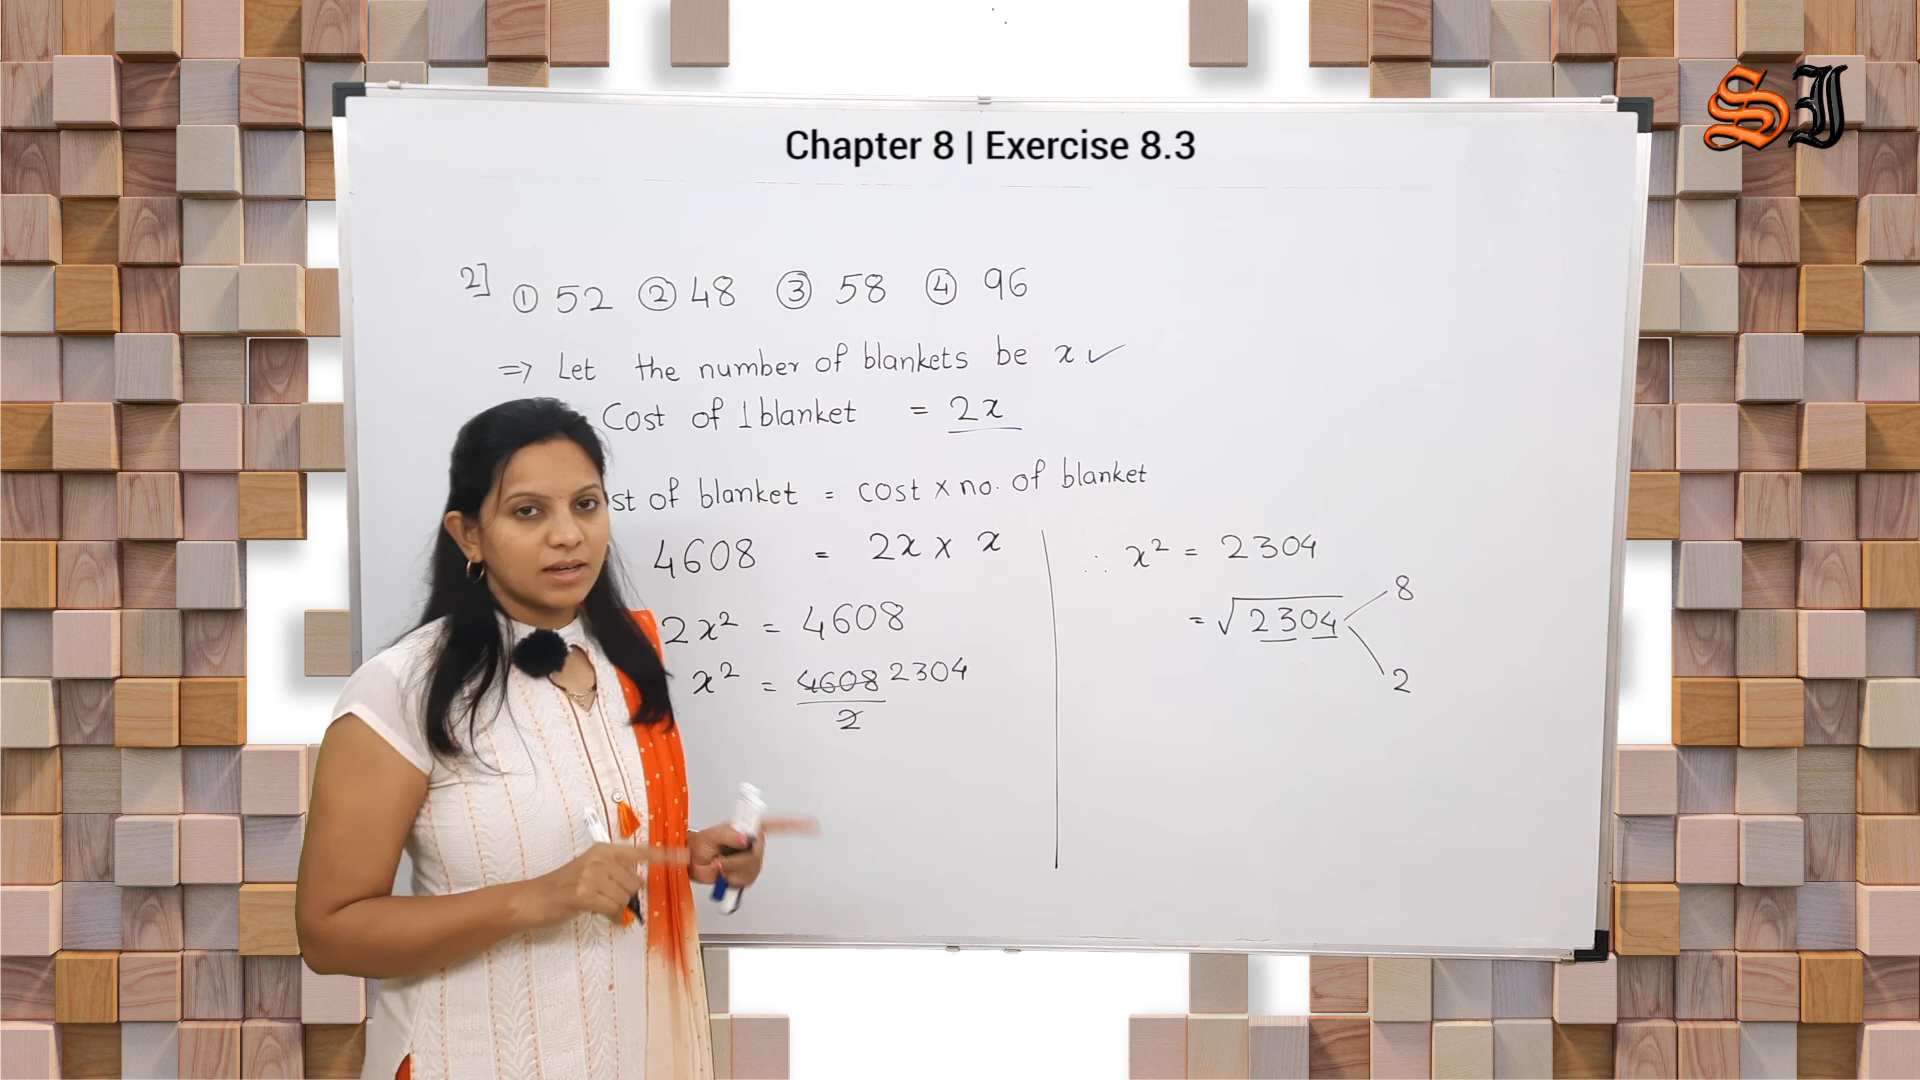 SJ
Chapter 8 | Exercise 8.3
2] ① 52 ② 48 ③ 58 ④ 96
=> Let the number of blankets be x ✓
Cost of 1 blanket = 2x
st of blanket = cost x no. of blanket
4608 = 2x x x
2x² = 4608
x² = 4608 2304
2
∴ x² = 2304
8
= √2304
2